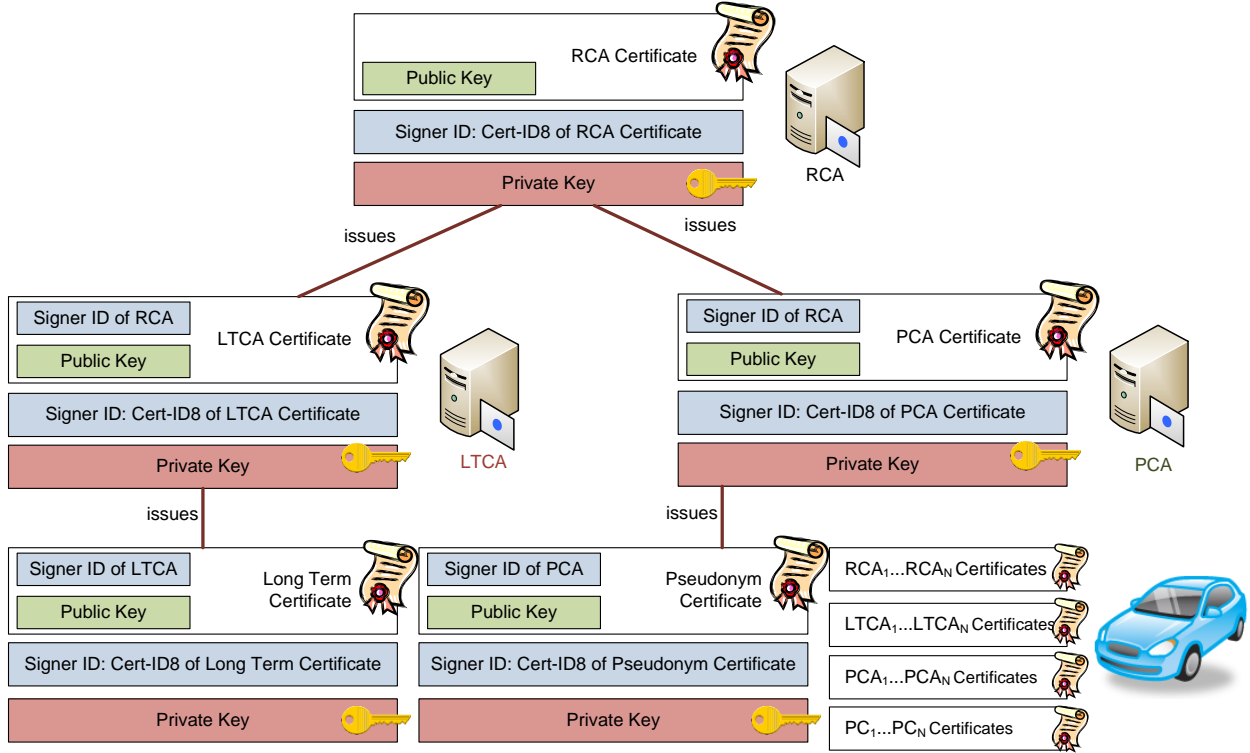 RCA Certificate
Public Key
Signer ID: Cert-ID8 of RCA Certificate
RCA
Private Key
issues
issues
Signer ID of RCA
LTCA Certificate
Public Key
Signer ID: Cert-ID8 of LTCA Certificate
Private Key
LTCA
Signer ID of RCA
PCA Certificate
Public Key
Signer ID: Cert-ID8 of PCA Certificate
Private Key
PCA
issues
issues
Signer ID of LTCA
Long Term
Certificate
Public Key
Signer ID: Cert-ID8 of Long Term Certificate
Private Key
Signer ID of PCA
Pseudonym
Certificate
Public Key
Signer ID: Cert-ID8 of Pseudonym Certificate
Private Key
RCA₁...RCA_N Certificates
LTCA₁...LTCA_N Certificates
PCA₁...PCA_N Certificates
PC₁...PC_N Certificates